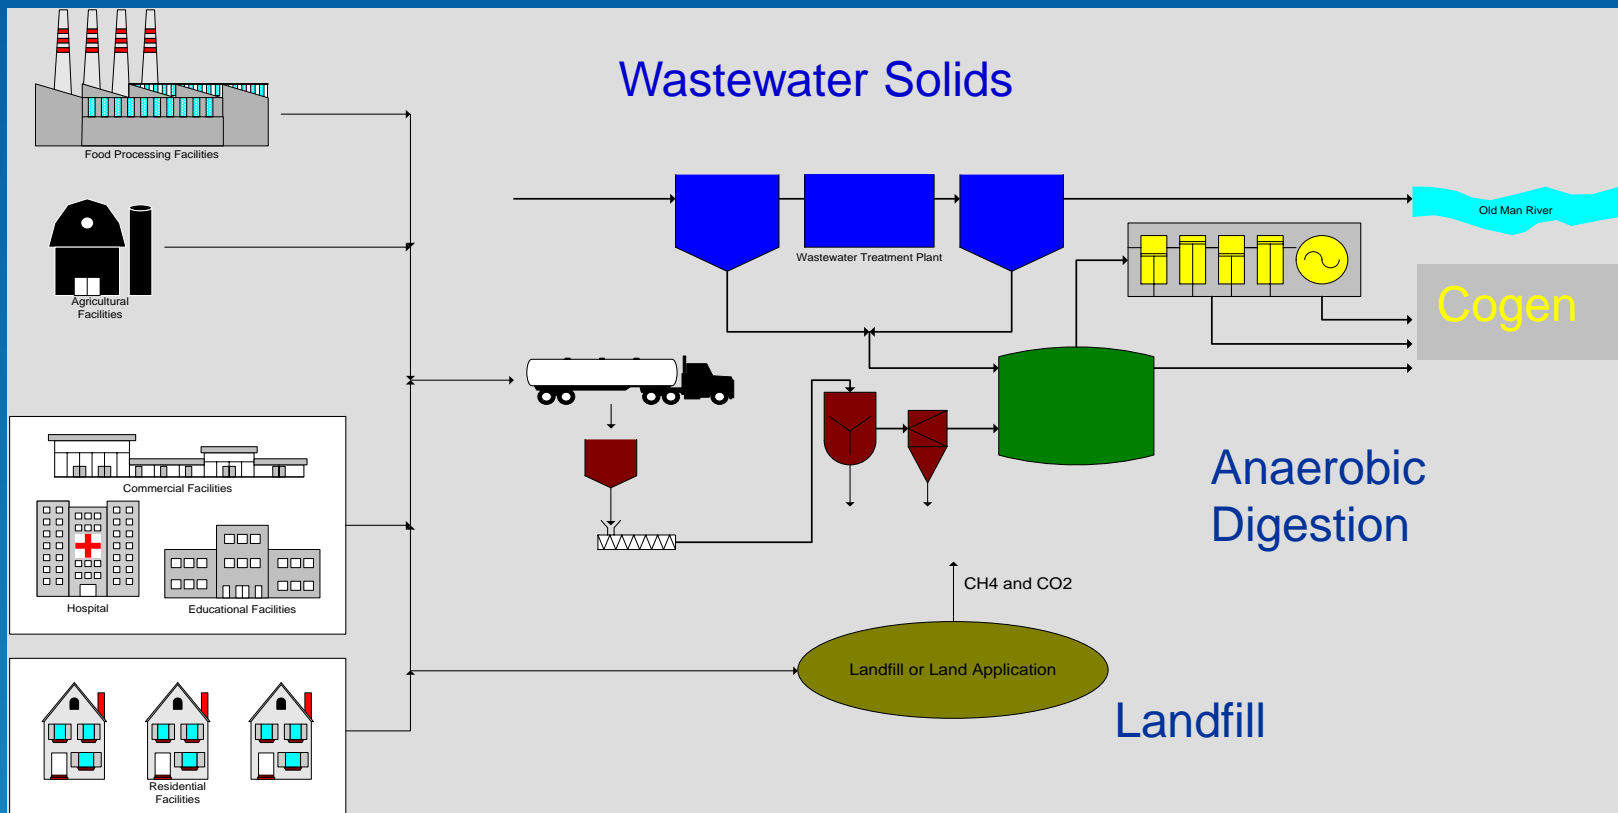 Wastewater Solids
Food Processing Facilities
Old Man River
Wastewater Treatment Plant
Agricultural
Facilities
Cogen
Commercial Facilities
Anaerobic
Digestion
CH4 and CO2
Hospital
Educational Facilities
Landfill or Land Application
Landfill
Residential
Facilities